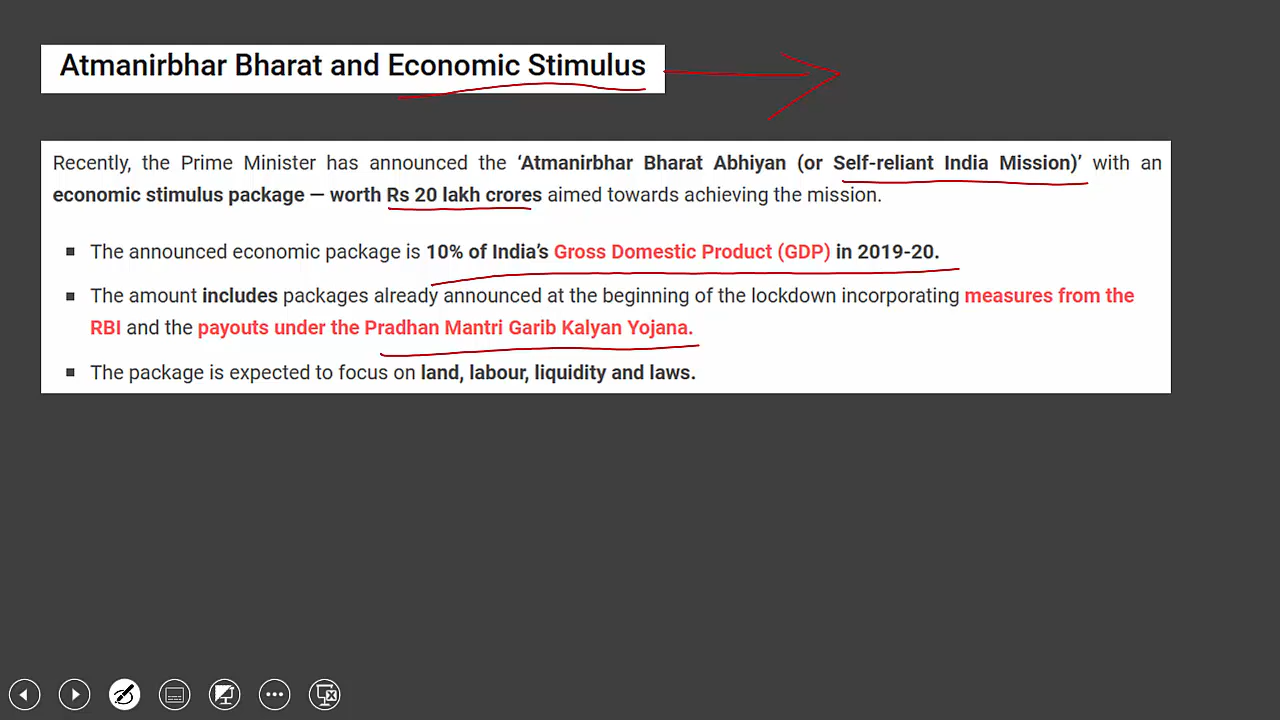 Atmanirbhar Bharat and Economic Stimulus
Recently, the Prime Minister has announced the ‘Atmanirbhar Bharat Abhiyan (or Self-reliant India Mission)’ with an
economic stimulus package — worth Rs 20 lakh crores aimed towards achieving the mission.
▪ The announced economic package is 10% of India’s Gross Domestic Product (GDP) in 2019-20.
▪ The amount includes packages already announced at the beginning of the lockdown incorporating measures from the
RBI and the payouts under the Pradhan Mantri Garib Kalyan Yojana.
▪ The package is expected to focus on land, labour, liquidity and laws.